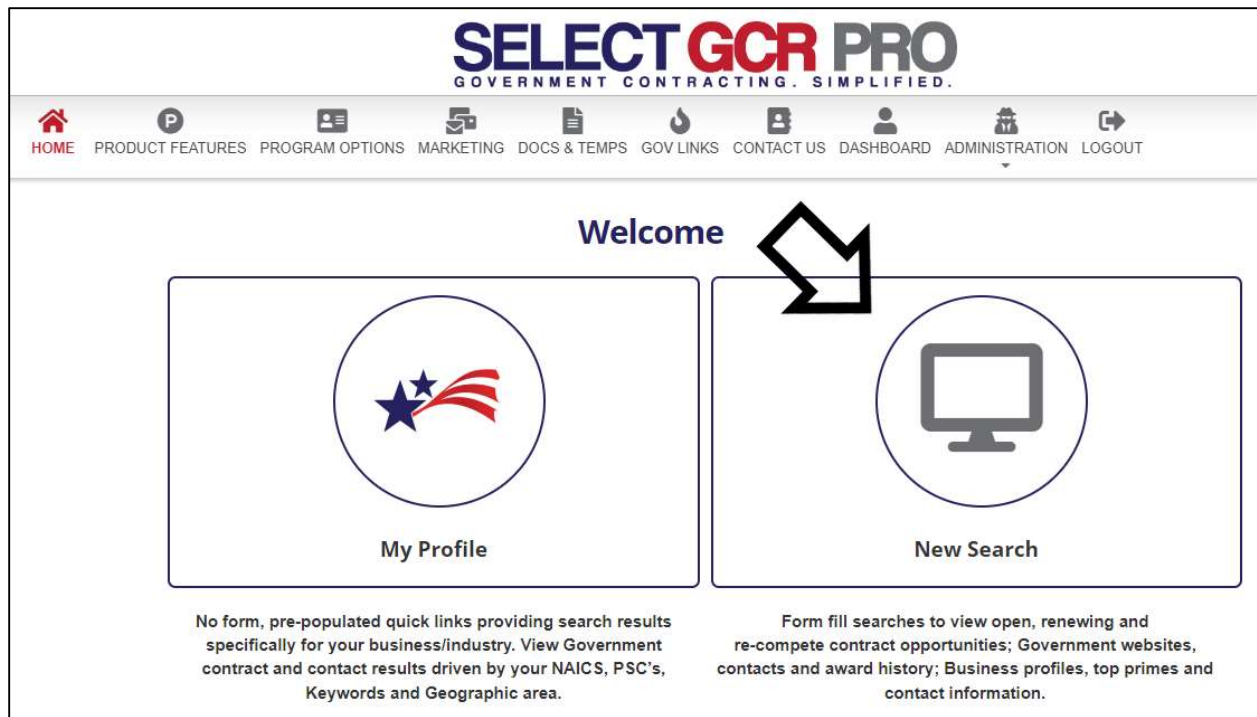 SELECT GCR PRO
GOVERNMENT CONTRACTING. SIMPLIFIED.
HOME PRODUCT FEATURES PROGRAM OPTIONS MARKETING DOCS & TEMPS GOV LINKS CONTACT US DASHBOARD ADMINISTRATION LOGOUT
Welcome
My Profile
No form, pre-populated quick links providing search results
specifically for your business/industry. View Government
contract and contact results driven by your NAICS, PSC's,
Keywords and Geographic area.
New Search
Form fill searches to view open, renewing and
re-compete contract opportunities; Government websites,
contacts and award history; Business profiles, top primes and
contact information.